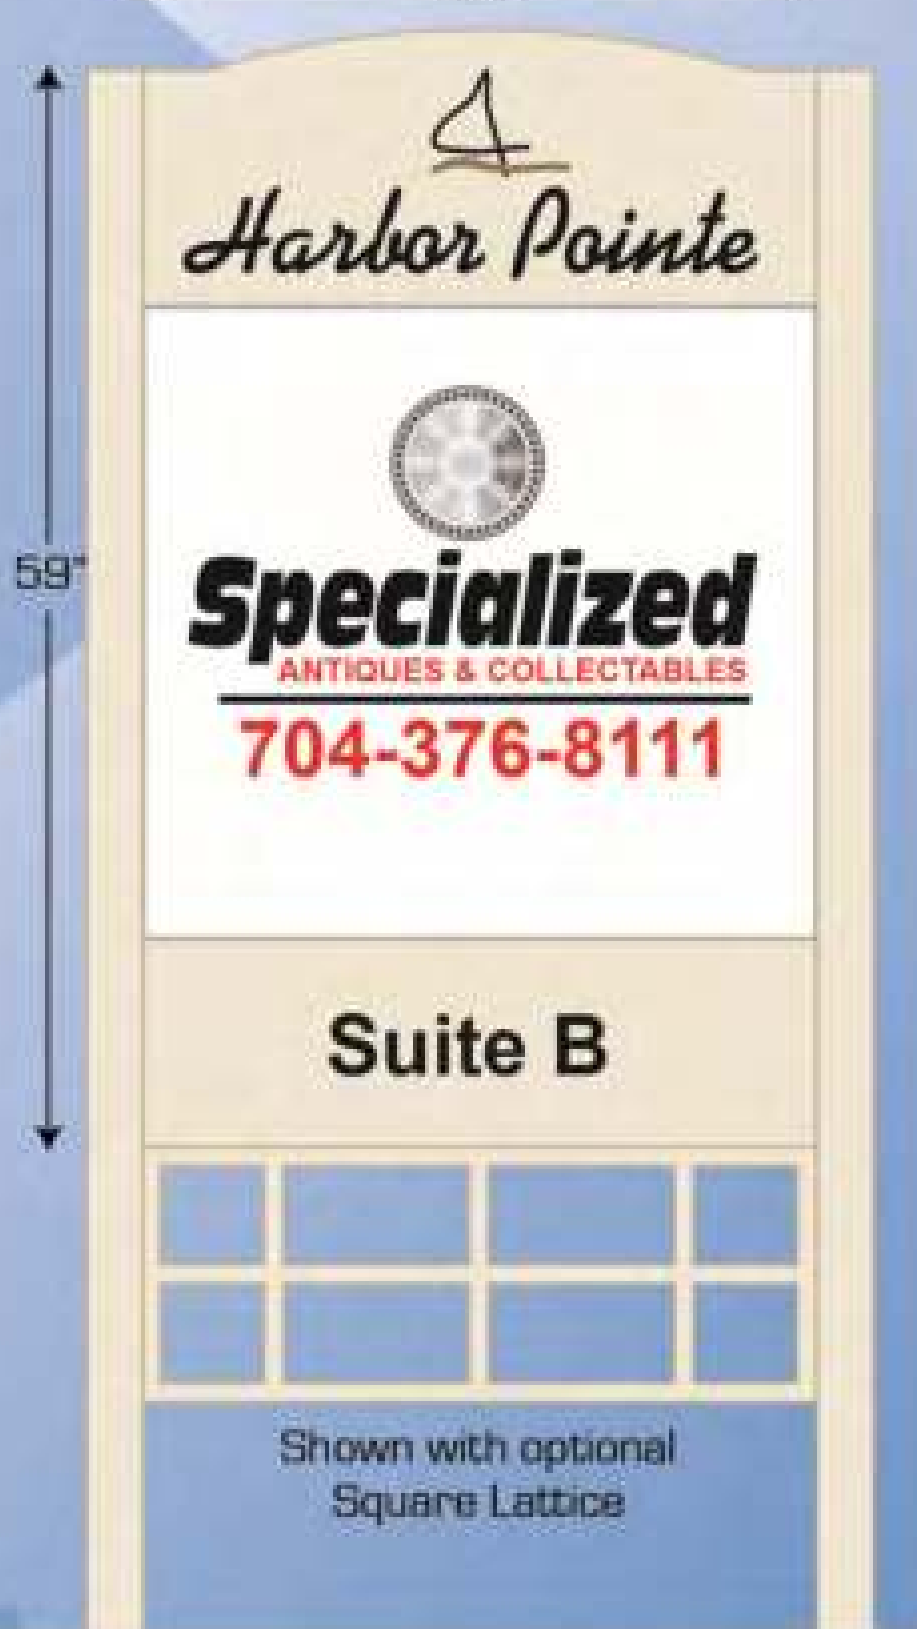 Harbor Pointe
59"
Specialized
ANTIQUES & COLLECTABLES
704-376-8111
Suite B
Shown with optional
Square Lattice